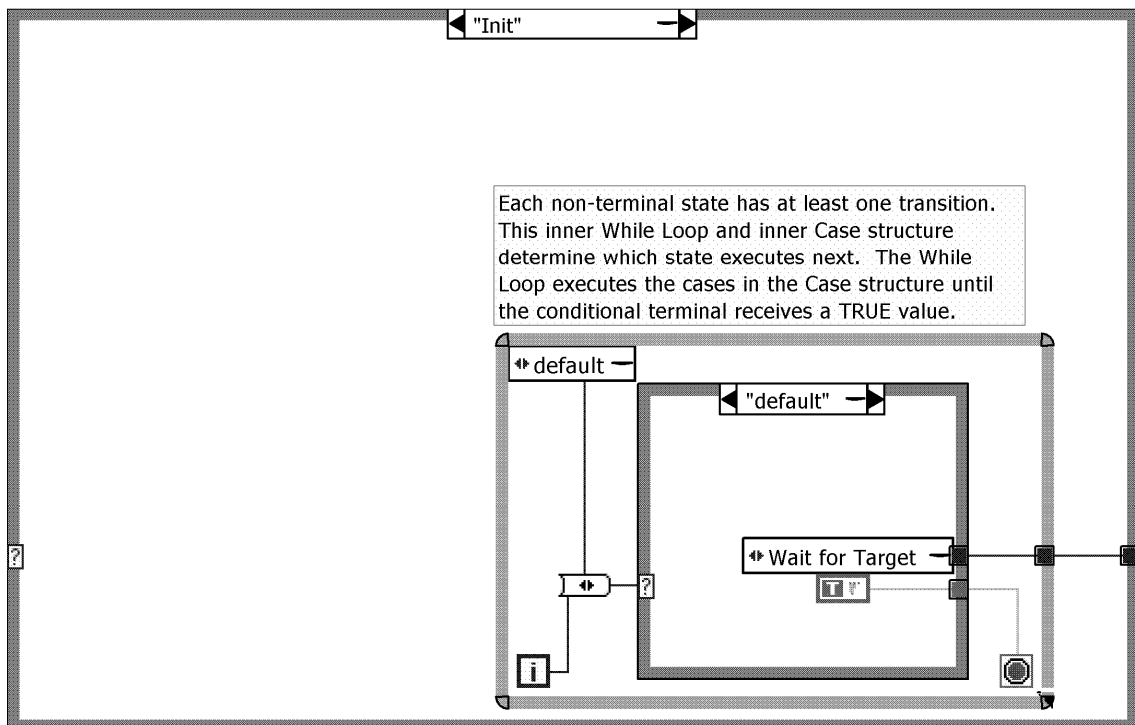 "Init"
Each non-terminal state has at least one transition.
This inner While Loop and inner Case structure
determine which state executes next.  The While
Loop executes the cases in the Case structure until
the conditional terminal receives a TRUE value.
default
"default"
?
Wait for Target
?
T
i